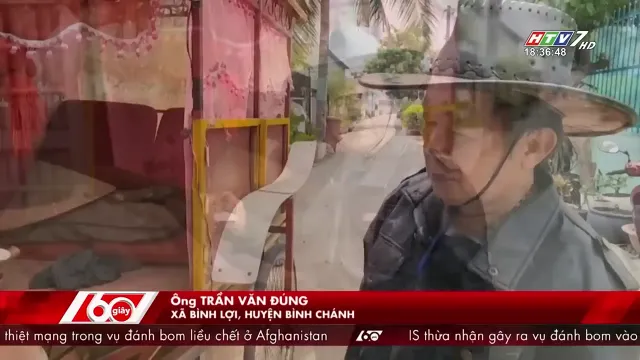 HTV7 HD
18:36:48
Ông TRẦN VĂN ĐÚNG
XÃ BÌNH LỢI, HUYỆN BÌNH CHÁNH
60 giây
thiệt mạng trong vụ đánh bom liều chết ở Afghanistan 60 IS thừa nhận gây ra vụ đánh bom vào